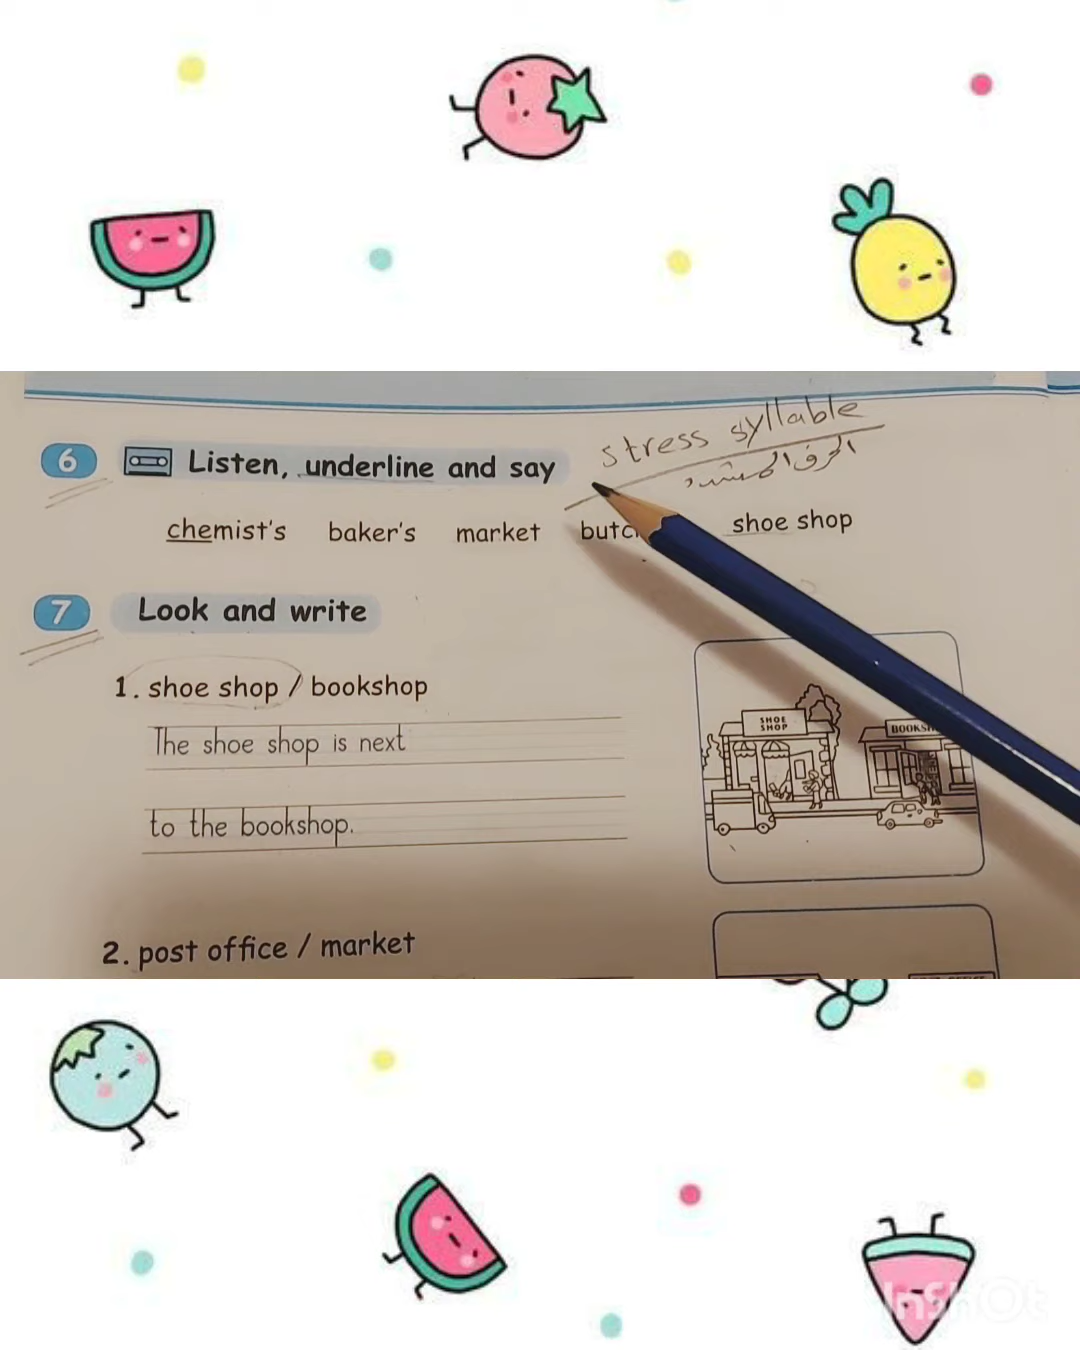 stress syllable
الحرف المشدد
6 Listen, underline and say
chemist's baker's market shoe shop
7 Look and write
1. shoe shop / bookshop
The shoe shop is next
to the bookshop.
SHOE
SHOP
2. post office / market
InShOt